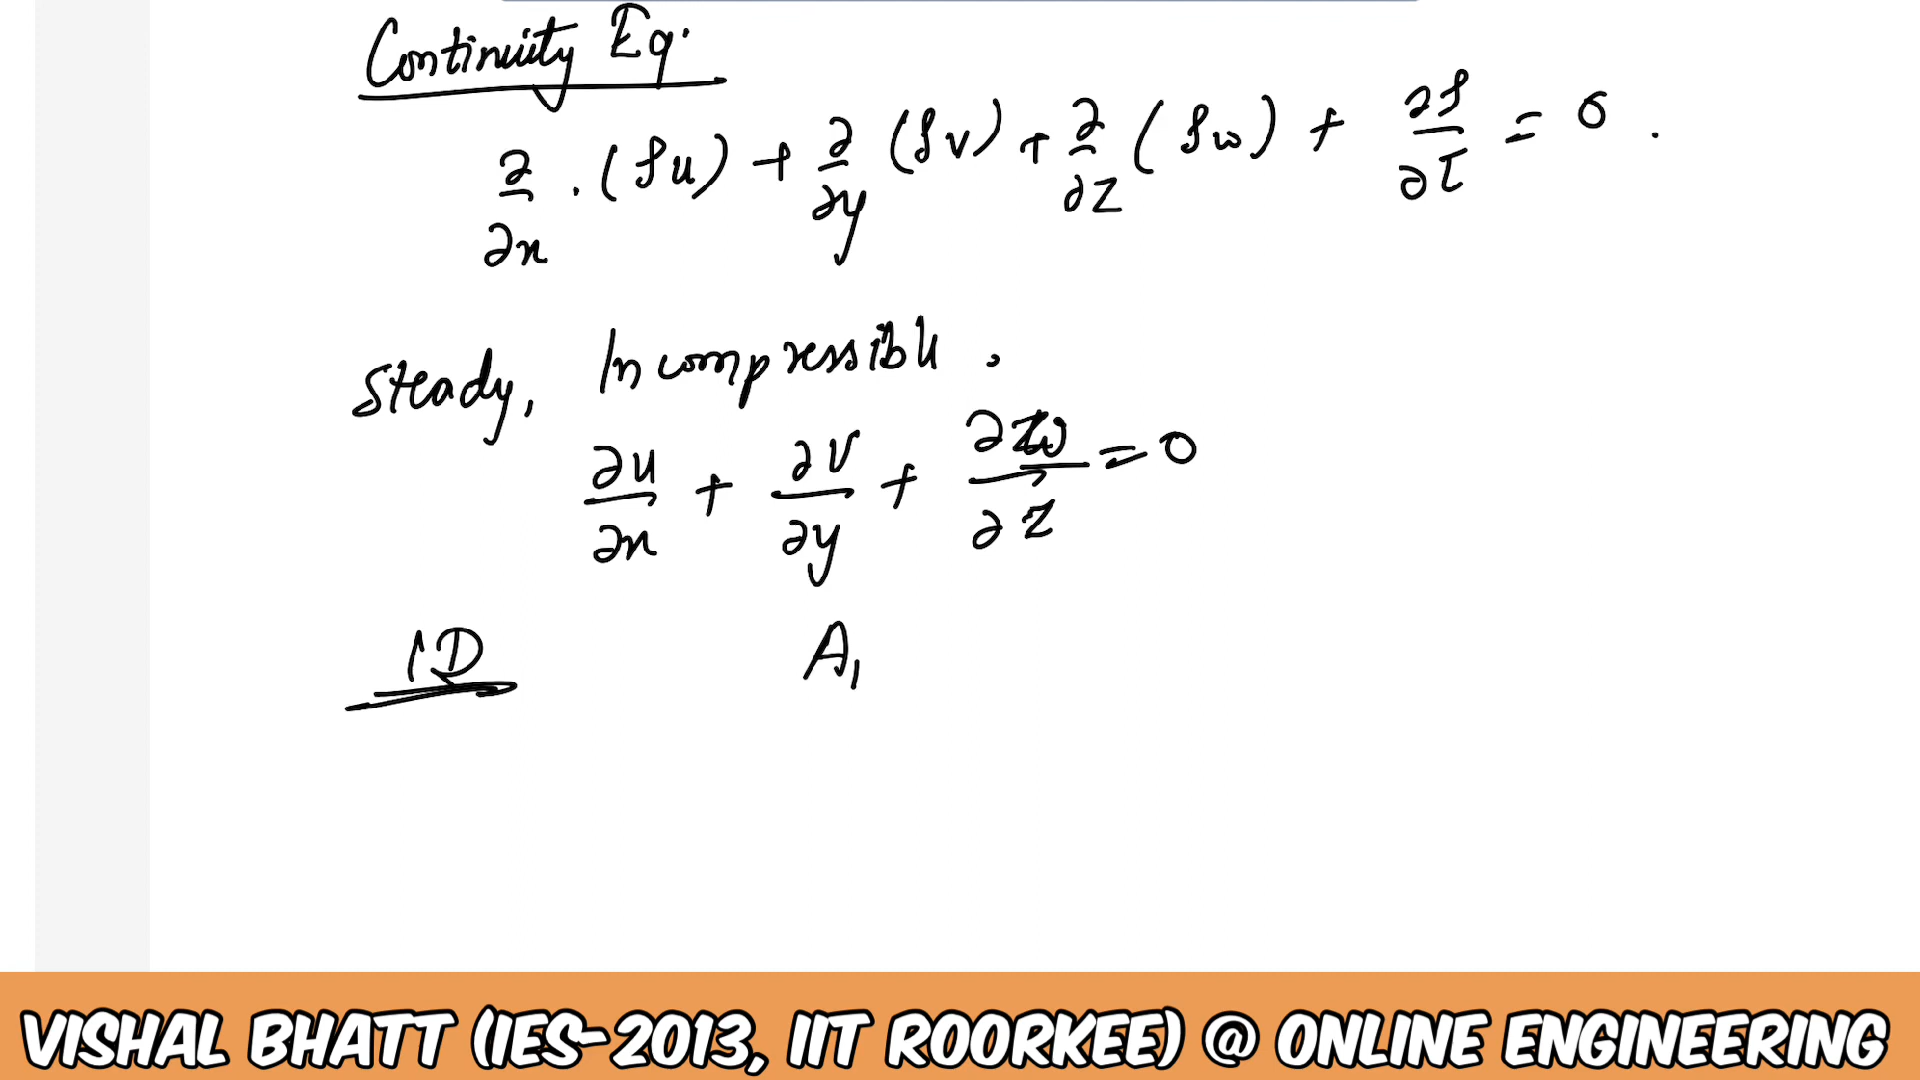 Continuity Eq.
∂/∂x . (ρu) + ∂/∂y (ρv) + ∂/∂z (ρw) + ∂ρ/∂t = 0 .
Steady, Incompressible .
∂u/∂x + ∂v/∂y + ∂w/∂z = 0
1D A₁
VISHAL BHATT (IES-2013, IIT ROORKEE) @ ONLINE ENGINEERING